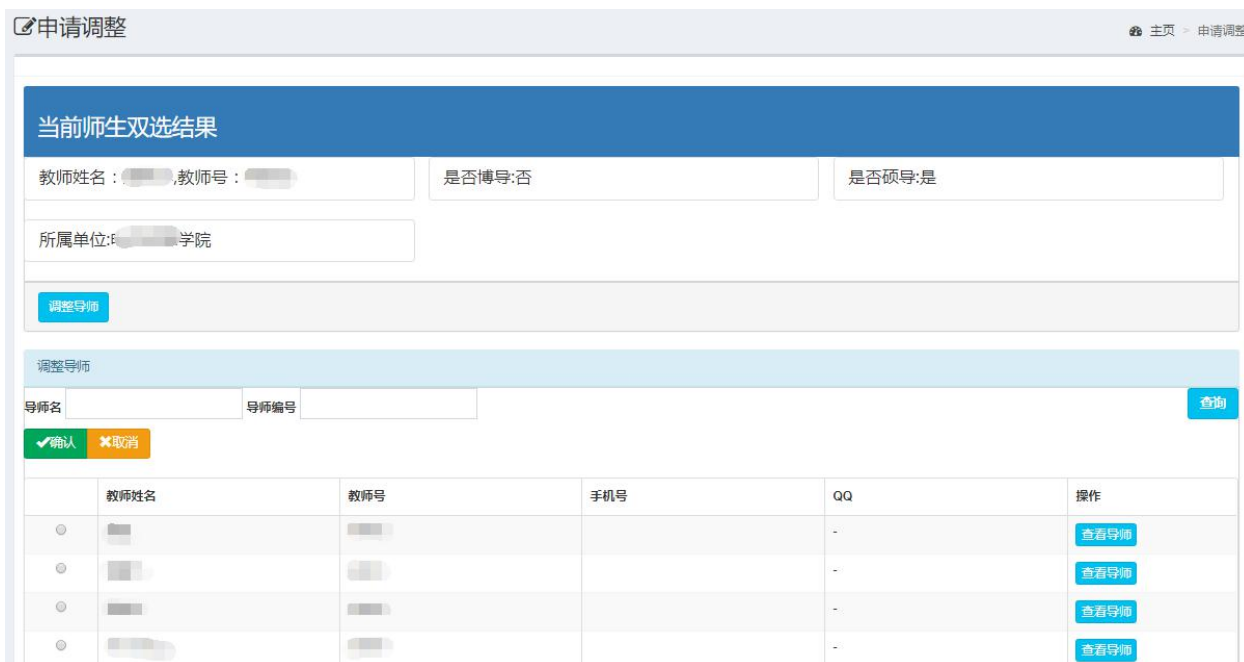 申请调整
主页 > 申请调整
当前师生双选结果
教师姓名： ,教师号：
是否博导:否
是否硕导:是
所属单位: 学院
调整导师
调整导师
导师名
导师编号
查询
✔确认 ✖取消
教师姓名 教师号 手机号 QQ 操作
- 查看导师
- 查看导师
- 查看导师
- 查看导师